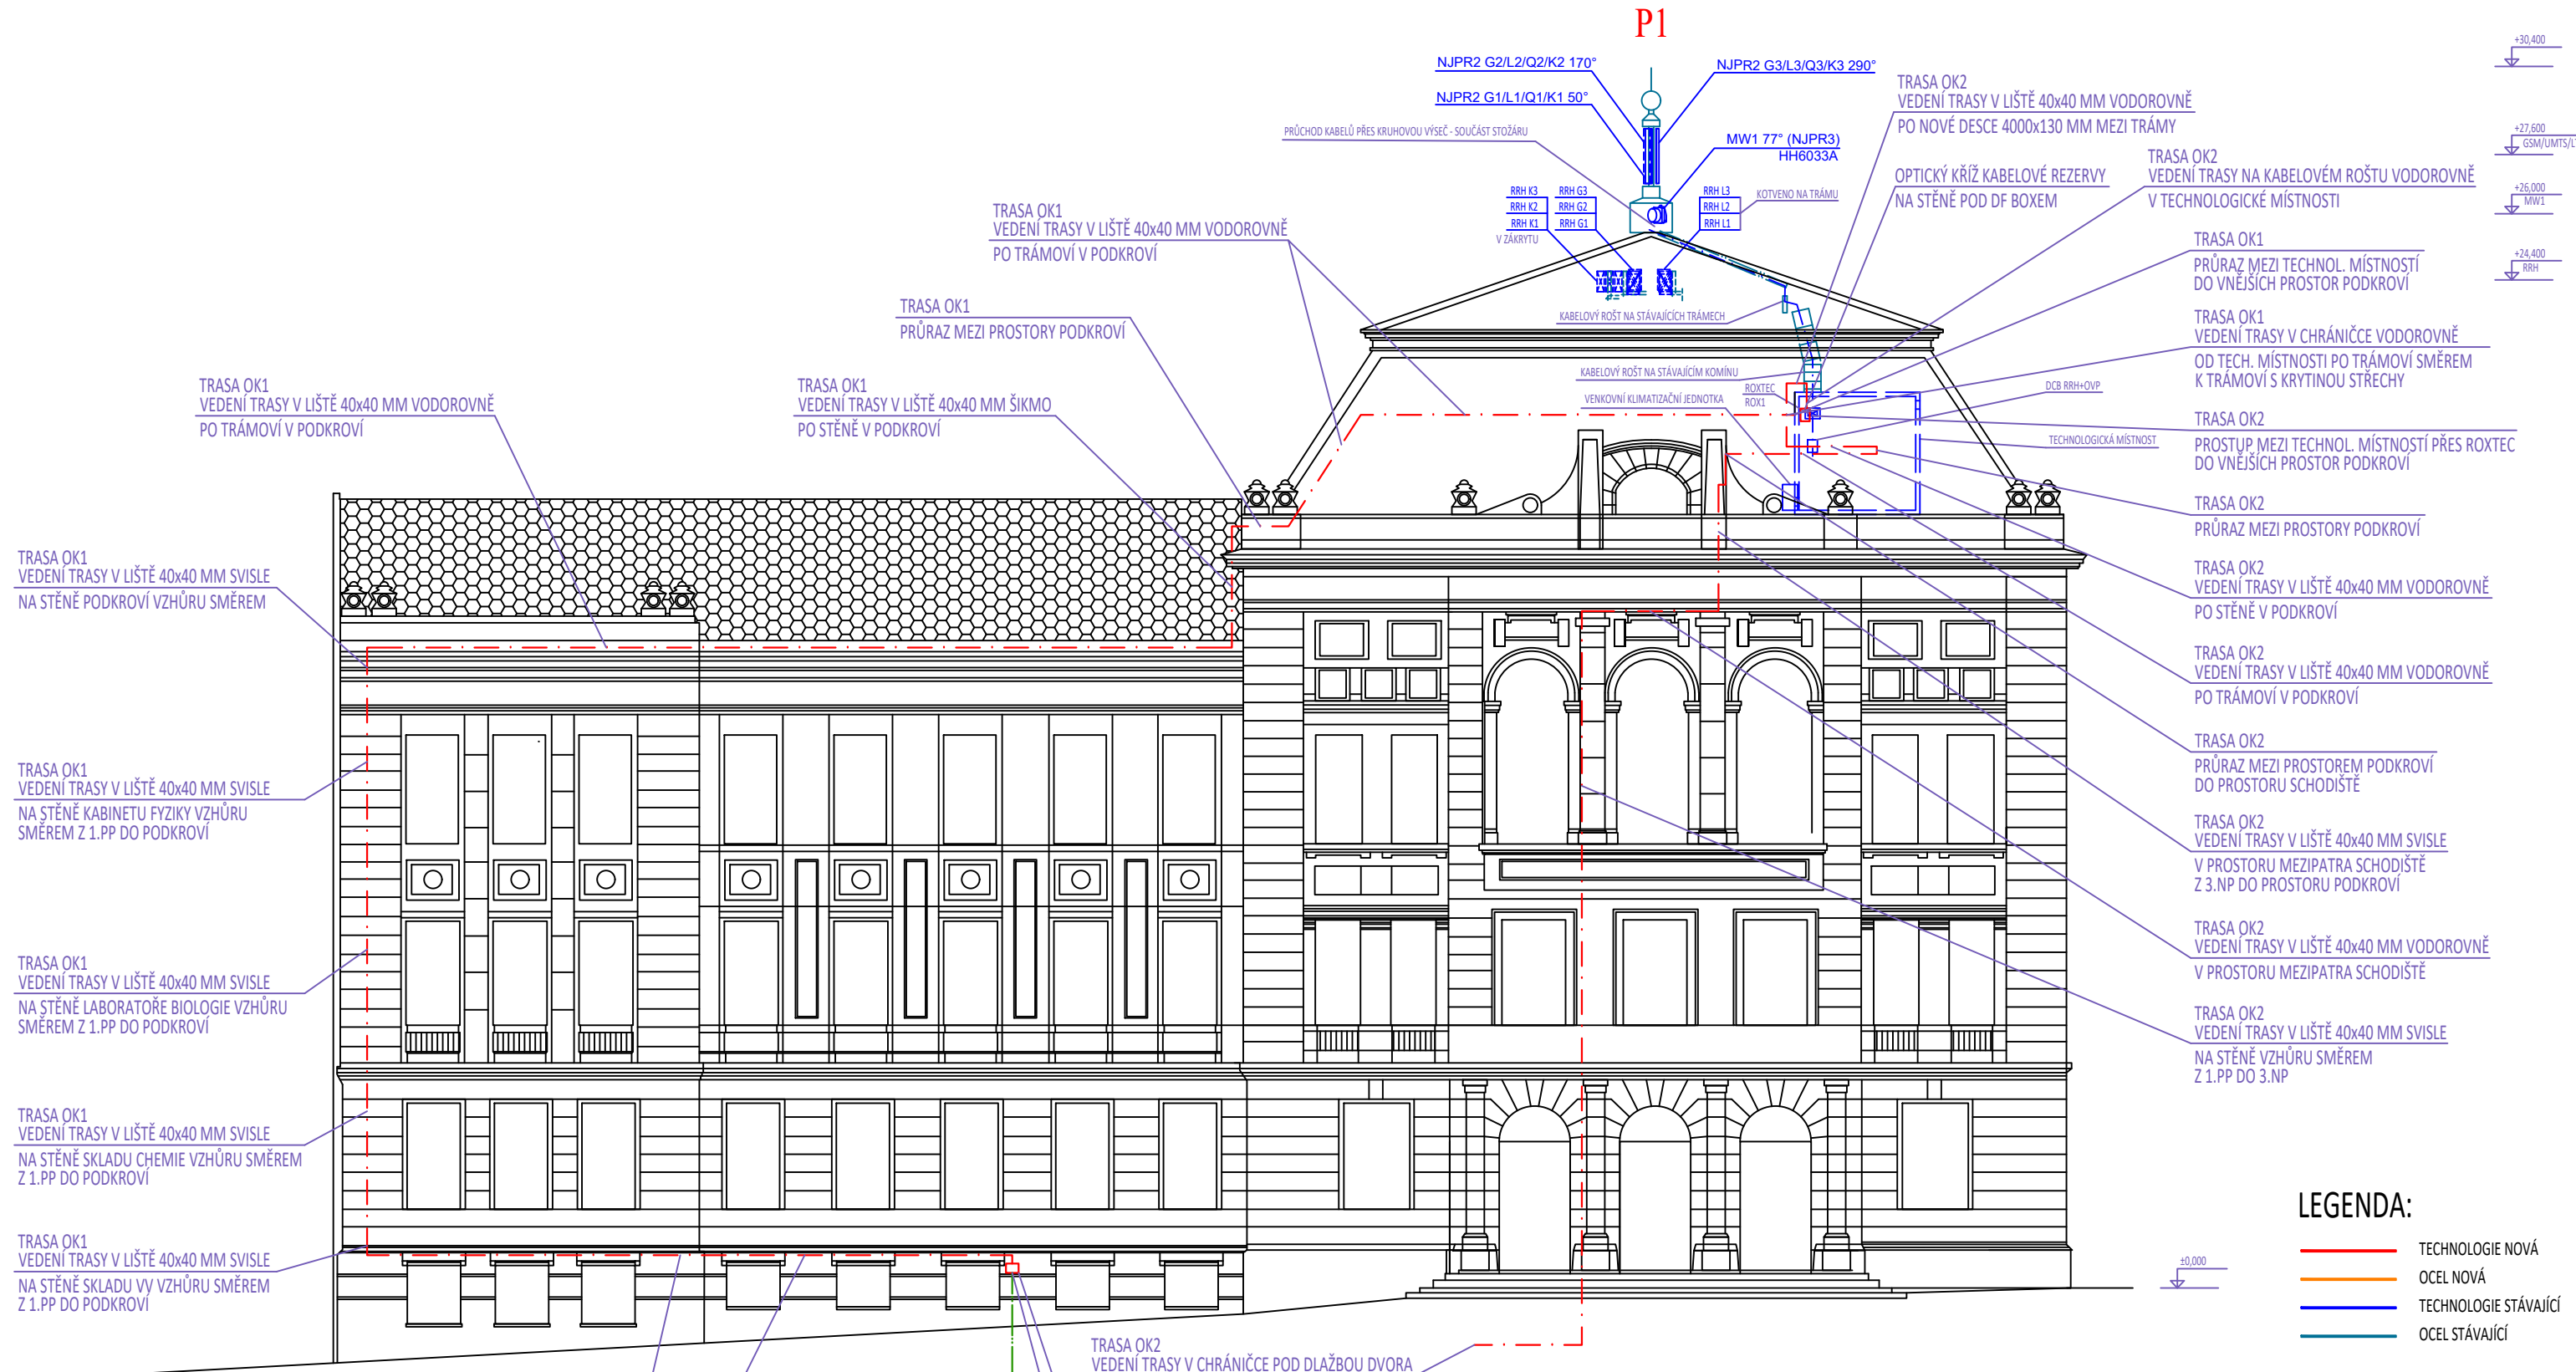 P1
NJPR2 G2/L2/Q2/K2 170°
NJPR2 G1/L1/Q1/K1 50°
NJPR2 G3/L3/Q3/K3 290°
PRŮCHOD KABELŮ PŘES KRUHOVOU VÝSEČ - SOUČÁST STOŽÁRU
MW1 77° (NJPR3)
HH6033A
RRH K3
RRH K2
RRH K1
V ZÁKRYTU
RRH G3
RRH G2
RRH G1
RRH L3
RRH L2
RRH L1
KOTVENO NA TRÁMU
TRASA OK2
VEDENÍ TRASY V LIŠTĚ 40x40 MM VODOROVNĚ
PO NOVÉ DESCE 4000x130 MM MEZI TRÁMY
OPTICKÝ KŘÍŽ KABELOVÉ REZERVY
NA STĚNĚ POD DF BOXEM
TRASA OK2
VEDENÍ TRASY NA KABELOVÉM ROŠTU VODOROVNĚ
V TECHNOLOGICKÉ MÍSTNOSTI
+30,400
+27,600
GSM/UMTS/L
+26,000
MW1
+24,400
RRH
TRASA OK1
PRŮRAZ MEZI TECHNOL. MÍSTNOSTÍ
DO VNĚJŠÍCH PROSTOR PODKROVÍ
TRASA OK1
VEDENÍ TRASY V CHRÁNIČCE VODOROVNĚ
OD TECH. MÍSTNOSTI PO TRÁMOVÍ SMĚREM
K TRÁMOVÍ S KRYTINOU STŘECHY
TRASA OK2
PROSTUP MEZI TECHNOL. MÍSTNOSTÍ PŘES ROXTEC
DO VNĚJŠÍCH PROSTOR PODKROVÍ
TRASA OK2
PRŮRAZ MEZI PROSTORY PODKROVÍ
TRASA OK2
VEDENÍ TRASY V LIŠTĚ 40x40 MM VODOROVNĚ
PO STĚNĚ V PODKROVÍ
TRASA OK2
VEDENÍ TRASY V LIŠTĚ 40x40 MM VODOROVNĚ
PO TRÁMOVÍ V PODKROVÍ
TRASA OK2
PRŮRAZ MEZI PROSTOREM PODKROVÍ
DO PROSTORU SCHODIŠTĚ
TRASA OK2
VEDENÍ TRASY V LIŠTĚ 40x40 MM SVISLE
V PROSTORU MEZIPATRA SCHODIŠTĚ
Z 3.NP DO PROSTORU PODKROVÍ
TRASA OK2
VEDENÍ TRASY V LIŠTĚ 40x40 MM VODOROVNĚ
V PROSTORU MEZIPATRA SCHODIŠTĚ
TRASA OK2
VEDENÍ TRASY V LIŠTĚ 40x40 MM SVISLE
NA STĚNĚ VZHŮRU SMĚREM
Z 1.PP DO 3.NP
KABELOVÝ ROŠT NA STÁVAJÍCÍCH TRÁMECH
KABELOVÝ ROŠT NA STÁVAJÍCÍM KOMÍNU
VENKOVNÍ KLIMATIZAČNÍ JEDNOTKA
ROXTEC
ROX1
DCB RRH+OVP
TECHNOLOGICKÁ MÍSTNOST
TRASA OK1
VEDENÍ TRASY V LIŠTĚ 40x40 MM VODOROVNĚ
PO TRÁMOVÍ V PODKROVÍ
TRASA OK1
PRŮRAZ MEZI PROSTORY PODKROVÍ
TRASA OK1
VEDENÍ TRASY V LIŠTĚ 40x40 MM ŠIKMO
PO STĚNĚ V PODKROVÍ
TRASA OK1
VEDENÍ TRASY V LIŠTĚ 40x40 MM VODOROVNĚ
PO TRÁMOVÍ V PODKROVÍ
TRASA OK1
VEDENÍ TRASY V LIŠTĚ 40x40 MM SVISLE
NA STĚNĚ PODKROVÍ VZHŮRU SMĚREM
TRASA OK1
VEDENÍ TRASY V LIŠTĚ 40x40 MM SVISLE
NA STĚNĚ KABINETU FYZIKY VZHŮRU
SMĚREM Z 1.PP DO PODKROVÍ
TRASA OK1
VEDENÍ TRASY V LIŠTĚ 40x40 MM SVISLE
NA STĚNĚ LABORATOŘE BIOLOGIE VZHŮRU
SMĚREM Z 1.PP DO PODKROVÍ
TRASA OK1
VEDENÍ TRASY V LIŠTĚ 40x40 MM SVISLE
NA STĚNĚ SKLADU CHEMIE VZHŮRU SMĚREM
Z 1.PP DO PODKROVÍ
TRASA OK1
VEDENÍ TRASY V LIŠTĚ 40x40 MM SVISLE
NA STĚNĚ SKLADU VV VZHŮRU SMĚREM
Z 1.PP DO PODKROVÍ
TRASA OK2
VEDENÍ TRASY V CHRÁNIČCE POD DLAŽBOU DVORA
±0,000
LEGENDA:
TECHNOLOGIE NOVÁ
OCEL NOVÁ
TECHNOLOGIE STÁVAJÍCÍ
OCEL STÁVAJÍCÍ